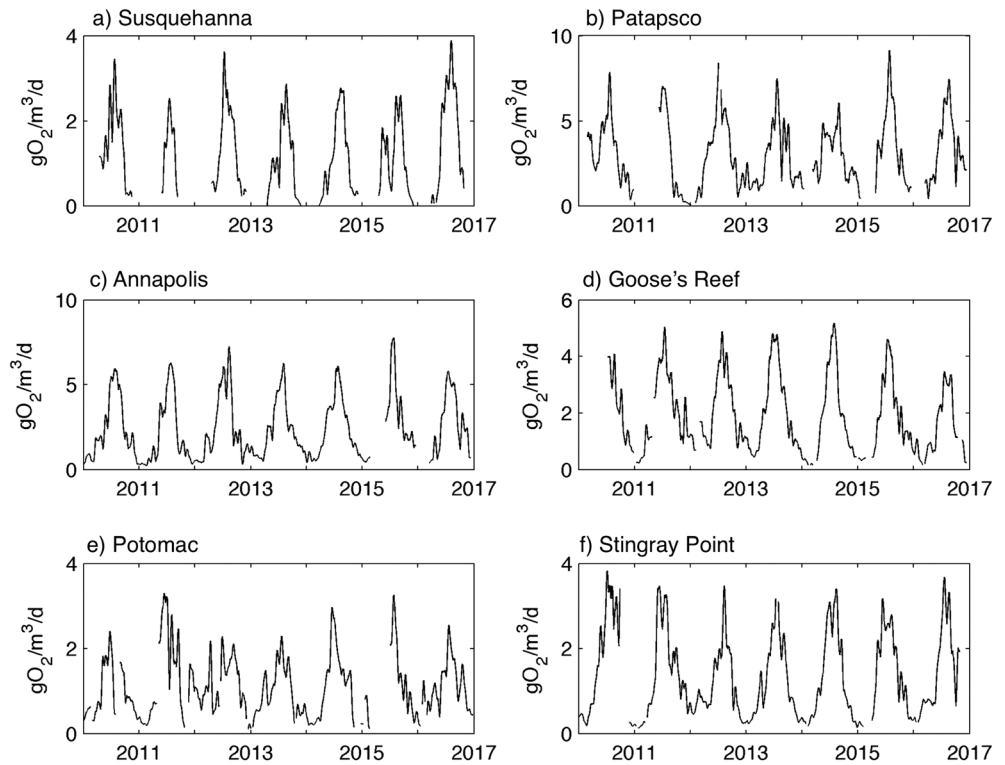 a) Susquehanna
4
2
0
gO2/m3/d
2011 2013 2015 2017
b) Patapsco
10
5
0
gO2/m3/d
2011 2013 2015 2017
c) Annapolis
10
5
0
gO2/m3/d
2011 2013 2015 2017
d) Goose's Reef
6
4
2
0
gO2/m3/d
2011 2013 2015 2017
e) Potomac
4
2
0
gO2/m3/d
2011 2013 2015 2017
f) Stingray Point
4
2
0
gO2/m3/d
2011 2013 2015 2017